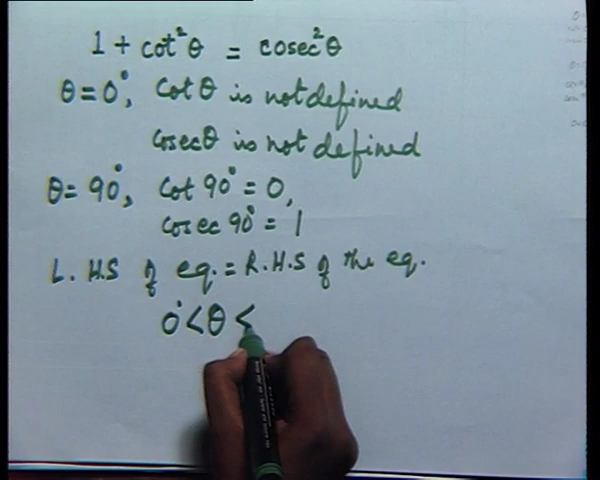 1 + cot²θ = cosec²θ
θ = 0°, Cotθ is not defined
cosecθ is not defined
θ = 90°, Cot 90° = 0,
cosec 90° = 1
L.H.S of eq. = R.H.S of the eq.
0° < θ <